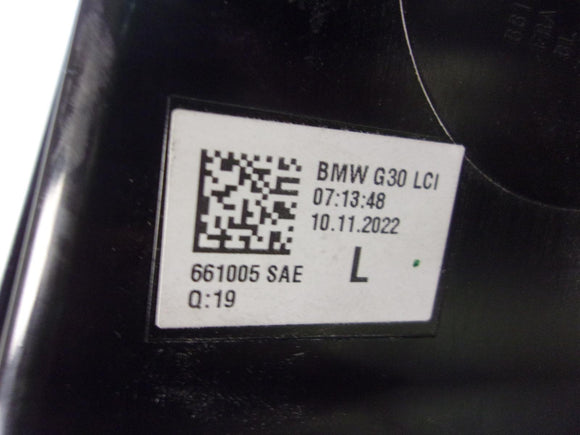 BMW G30 LCI
07:13:48
10.11.2022
L
661005 SAE
Q:19